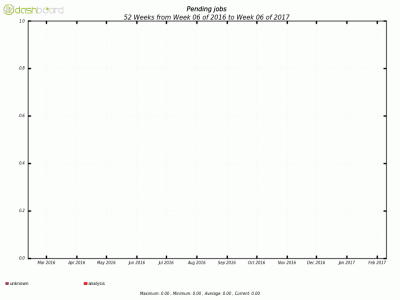 dashboard
Pending jobs
52 Weeks from Week 06 of 2016 to Week 06 of 2017
1.0
0.8
0.6
0.4
0.2
0.0
Mar 2016 Apr 2016 May 2016 Jun 2016 Jul 2016 Aug 2016 Sep 2016 Oct 2016 Nov 2016 Dec 2016 Jan 2017 Feb 2017
unknown analysis
Maximum: 0.00 , Minimum: 0.00 , Average: 0.00 , Current: 0.00